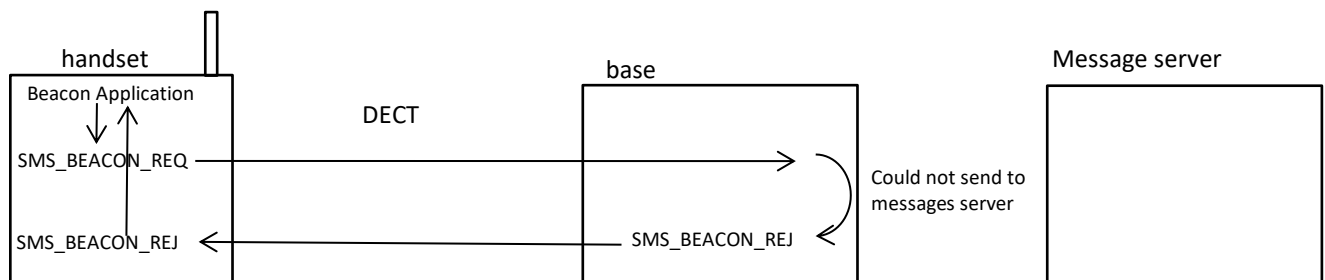 handset
base
Message server
Beacon Application
DECT
SMS_BEACON_REQ
Could not send to
messages server
SMS_BEACON_REJ
SMS_BEACON_REJ